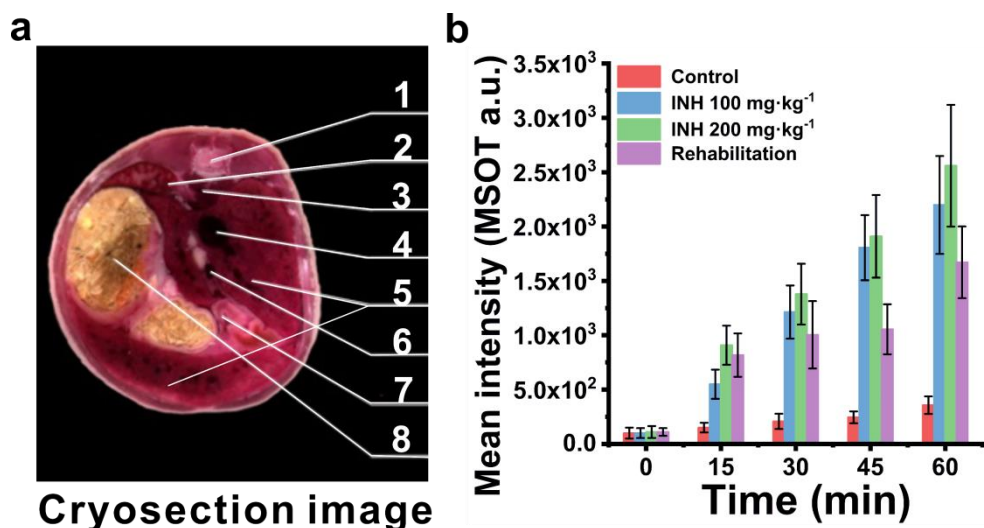 a
1
2
3
4
5
6
7
8
Cryosection image
b
Mean intensity (MSOT a.u.)
3.5x10³
3.0x10³
2.5x10³
2.0x10³
1.5x10³
1.0x10³
5.0x10²
0.0
Control
INH 100 mg·kg⁻¹
INH 200 mg·kg⁻¹
Rehabilitation
0 15 30 45 60
Time (min)